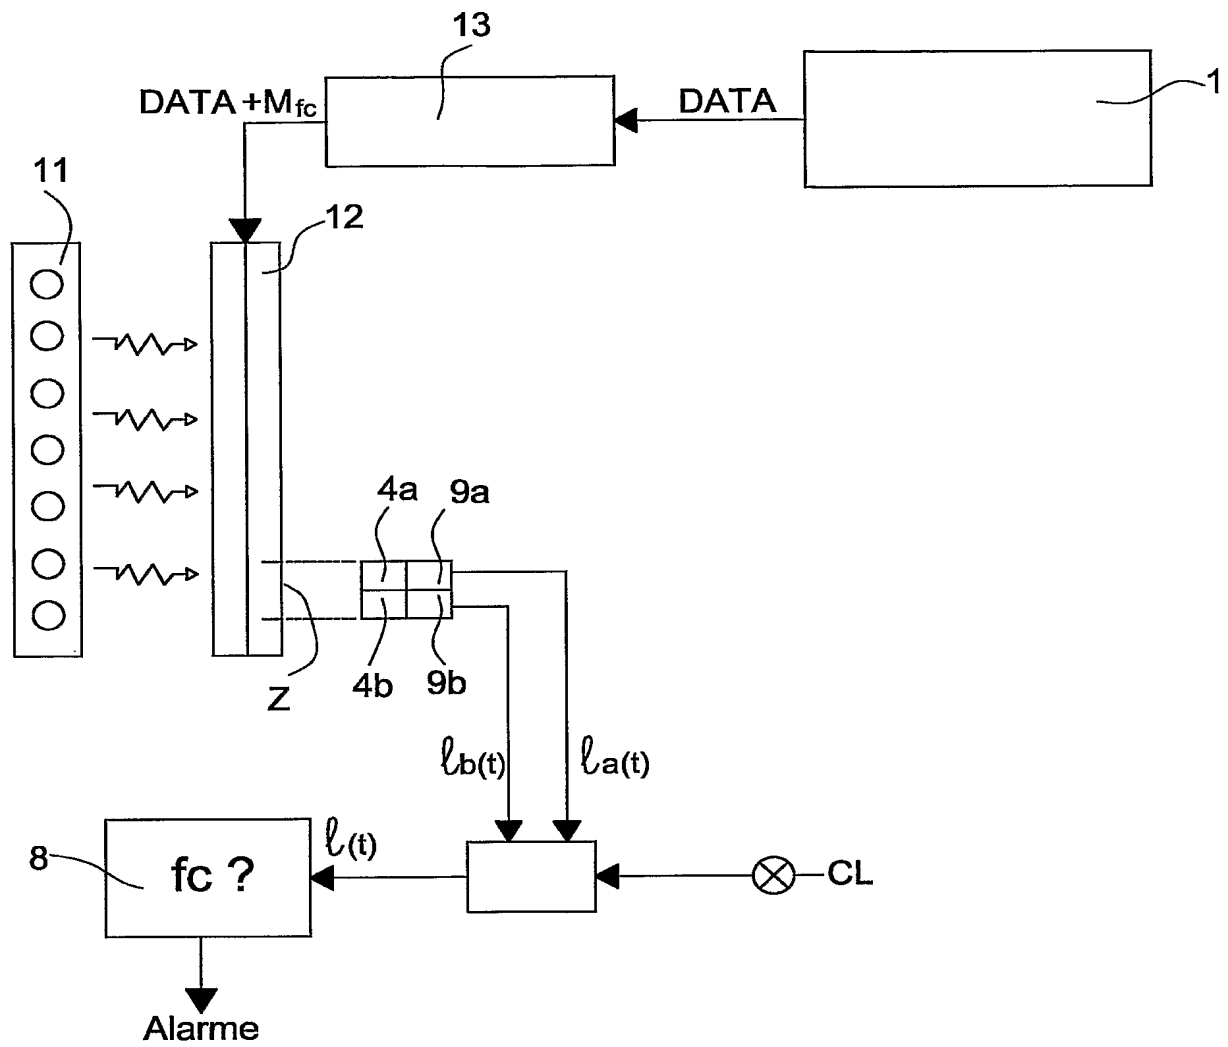 13
1
DATA +Mfc
DATA
11
12
4a
9a
4b
9b
Z
ℓb(t)
ℓa(t)
ℓ(t)
8
fc ?
CL
Alarme